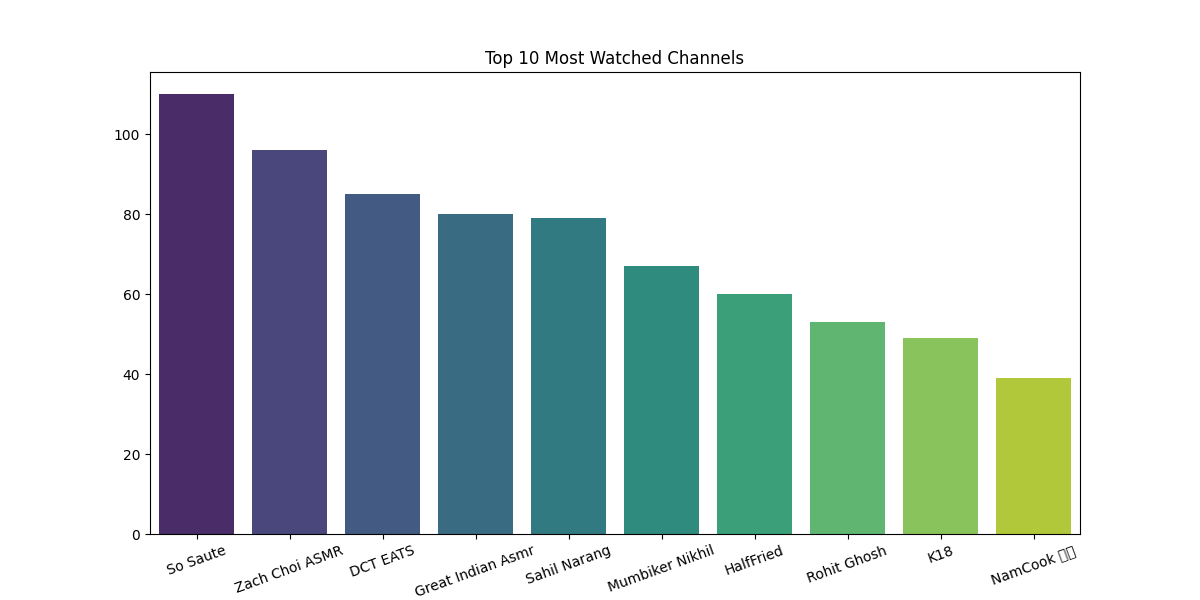 Top 10 Most Watched Channels
100
80
60
40
20
0
So Saute
Zach Choi ASMR
DCT EATS
Great Indian Asmr
Sahil Narang
Mumbiker Nikhil
HalfFried
Rohit Ghosh
K18
NamCook